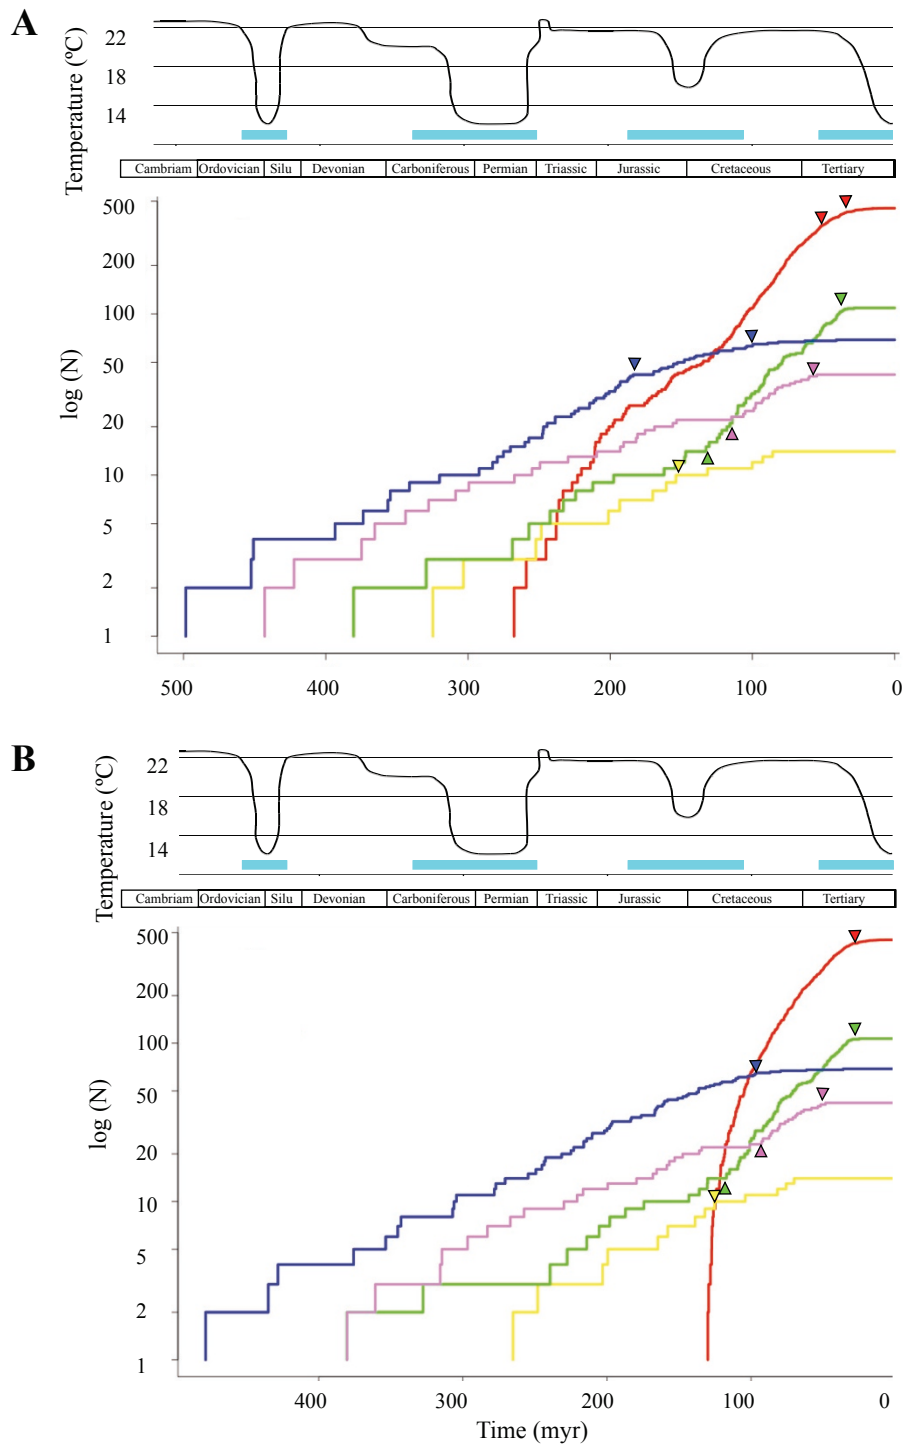 A
Temperature (ºC)
22
18
14
Cambriam Ordovician Silu Devonian Carboniferous Permian Triassic Jurassic Cretaceous Tertiary
log (N)
500
200
100
50
20
10
5
2
1
500 400 300 200 100 0
B
Temperature (ºC)
22
18
14
Cambriam Ordovician Silu Devonian Carboniferous Permian Triassic Jurassic Cretaceous Tertiary
log (N)
500
200
100
50
20
10
5
2
1
400 300 200 100 0
Time (myr)